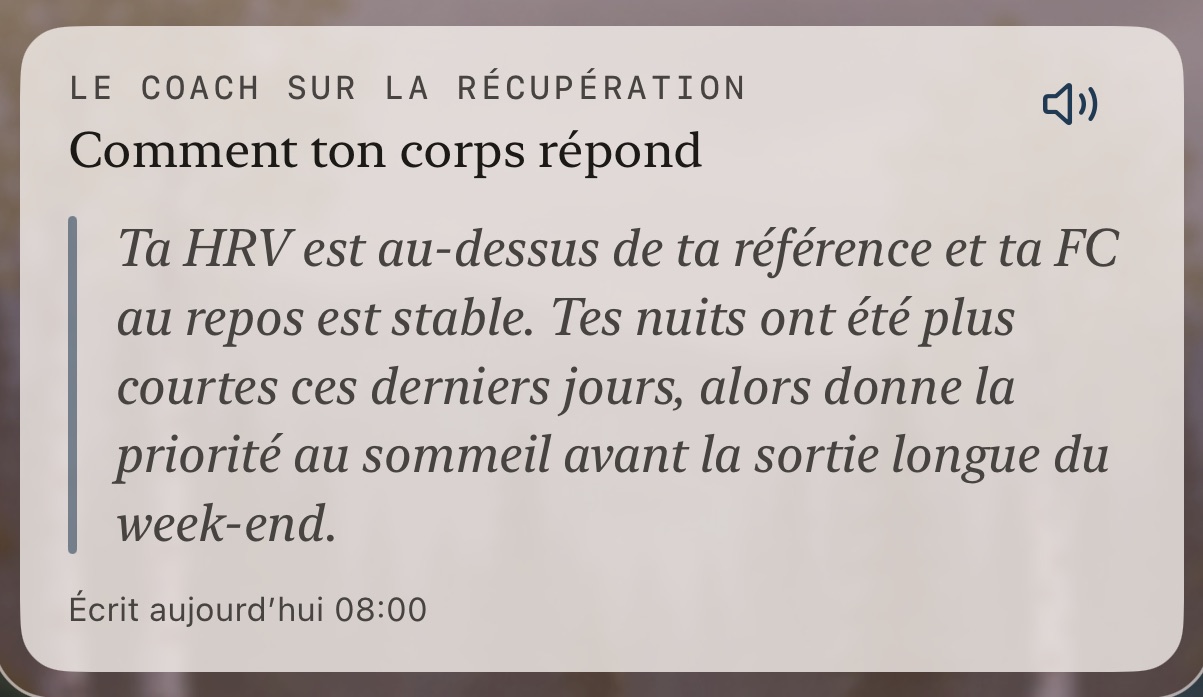 LE COACH SUR LA RÉCUPÉRATION
Comment ton corps répond
Ta HRV est au-dessus de ta référence et ta FC
au repos est stable. Tes nuits ont été plus
courtes ces derniers jours, alors donne la
priorité au sommeil avant la sortie longue du
week-end.
Écrit aujourd’hui 08:00